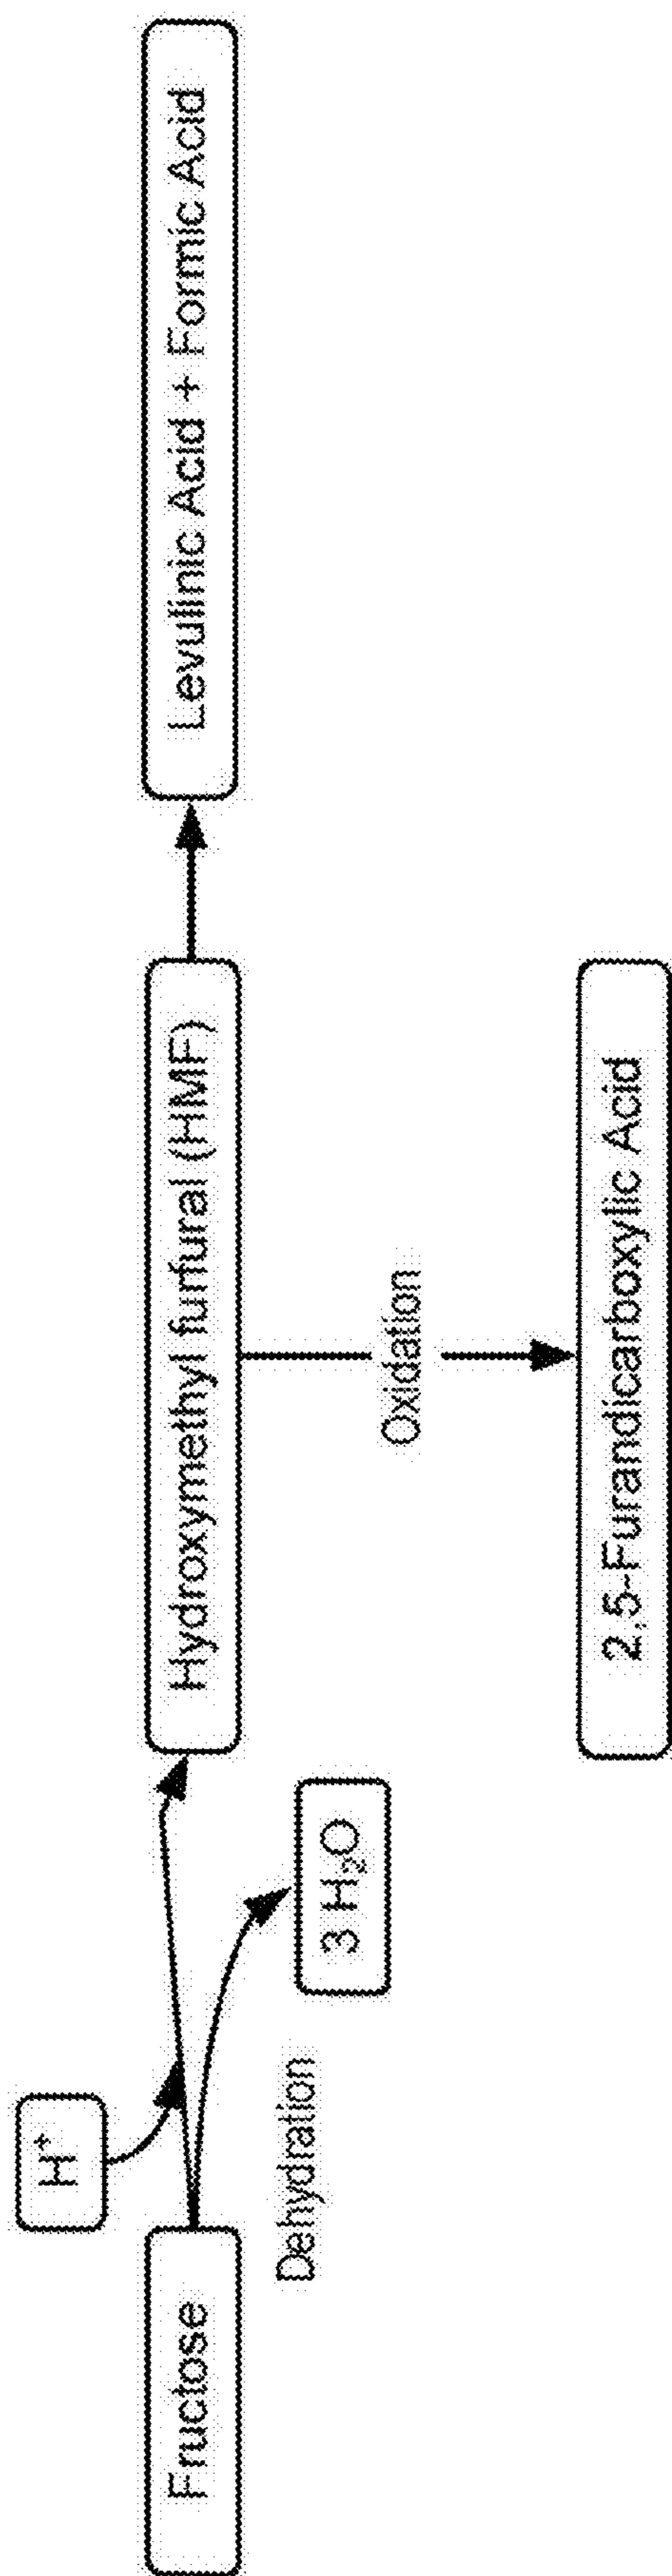 H⁺
Fructose
Dehydration
3 H₂O
Hydroxymethyl furfural (HMF)
Levulinic Acid + Formic Acid
Oxidation
2,5-Furandicarboxylic Acid